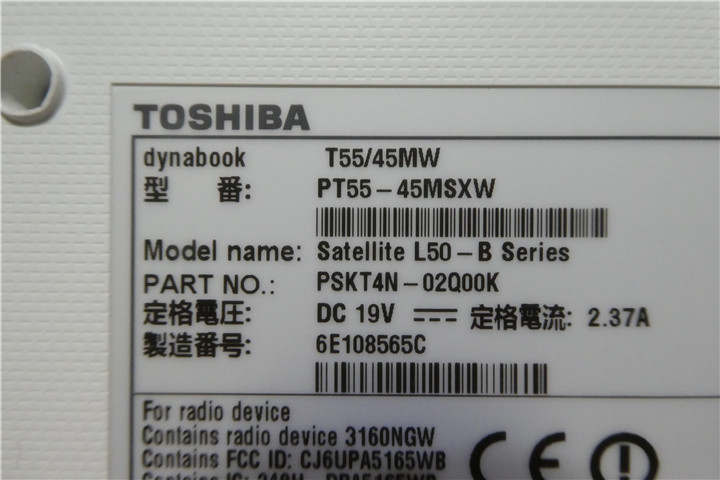 TOSHIBA
dynabook T55/45MW
型 番: PT55-45MSXW
Model name: Satellite L50-B Series
PART NO.: PSKT4N-02Q00K
定格電圧: DC 19V 定格電流: 2.37A
製造番号: 6E108565C
For radio device
Contains radio device 3160NGW
Contains FCC ID: CJ6UPA5165WB
CE